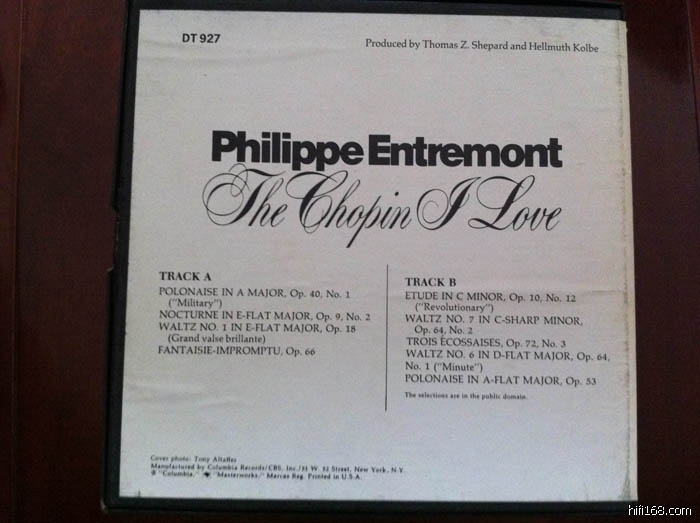 DT 927
Produced by Thomas Z. Shepard and Hellmuth Kolbe
Philippe Entremont
The Chopin I Love
TRACK A
POLONAISE IN A MAJOR, Op. 40, No. 1
("Military")
NOCTURNE IN E-FLAT MAJOR, Op. 9, No. 2
WALTZ NO. 1 IN E-FLAT MAJOR, Op. 18
(Grand valse brillante)
FANTAISIE-IMPROMPTU, Op. 66
TRACK B
ETUDE IN C MINOR, Op. 10, No. 12
("Revolutionary")
WALTZ NO. 7 IN C-SHARP MINOR,
Op. 64, No. 2
TROIS ÉCOSSAISES, Op. 72, No. 3
WALTZ NO. 6 IN D-FLAT MAJOR, Op. 64,
No. 1 ("Minute")
POLONAISE IN A-FLAT MAJOR, Op. 53
The selections are in the public domain.
Cover photo: Tony Altaffer
Manufactured by Columbia Records/CBS, Inc./51 W. 52 Street, New York, N.Y.
® "Columbia," "Masterworks," Marcas Reg. Printed in U.S.A.
hifi168.com